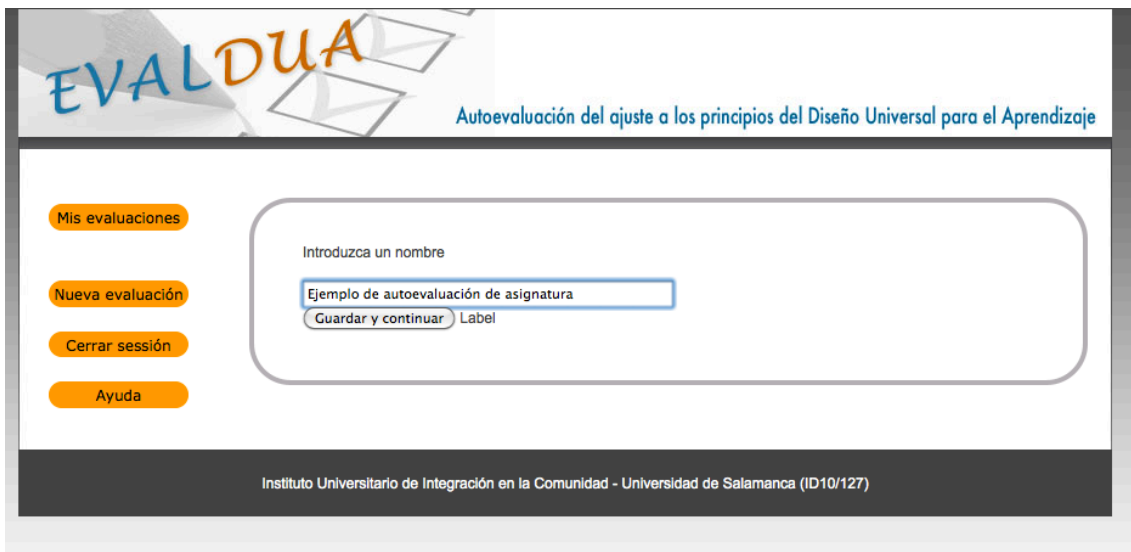 EVALDUA
Autoevaluación del ajuste a los principios del Diseño Universal para el Aprendizaje
Mis evaluaciones
Nueva evaluación
Cerrar sessión
Ayuda
Introduzca un nombre
Ejemplo de autoevaluación de asignatura
Guardar y continuar Label
Instituto Universitario de Integración en la Comunidad - Universidad de Salamanca (ID10/127)